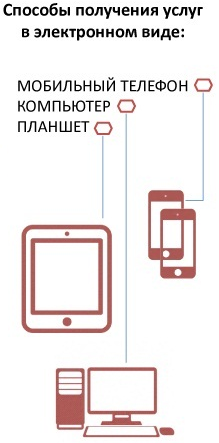 Способы получения услуг
в электронном виде:
МОБИЛЬНЫЙ ТЕЛЕФОН
КОМПЬЮТЕР
ПЛАНШЕТ